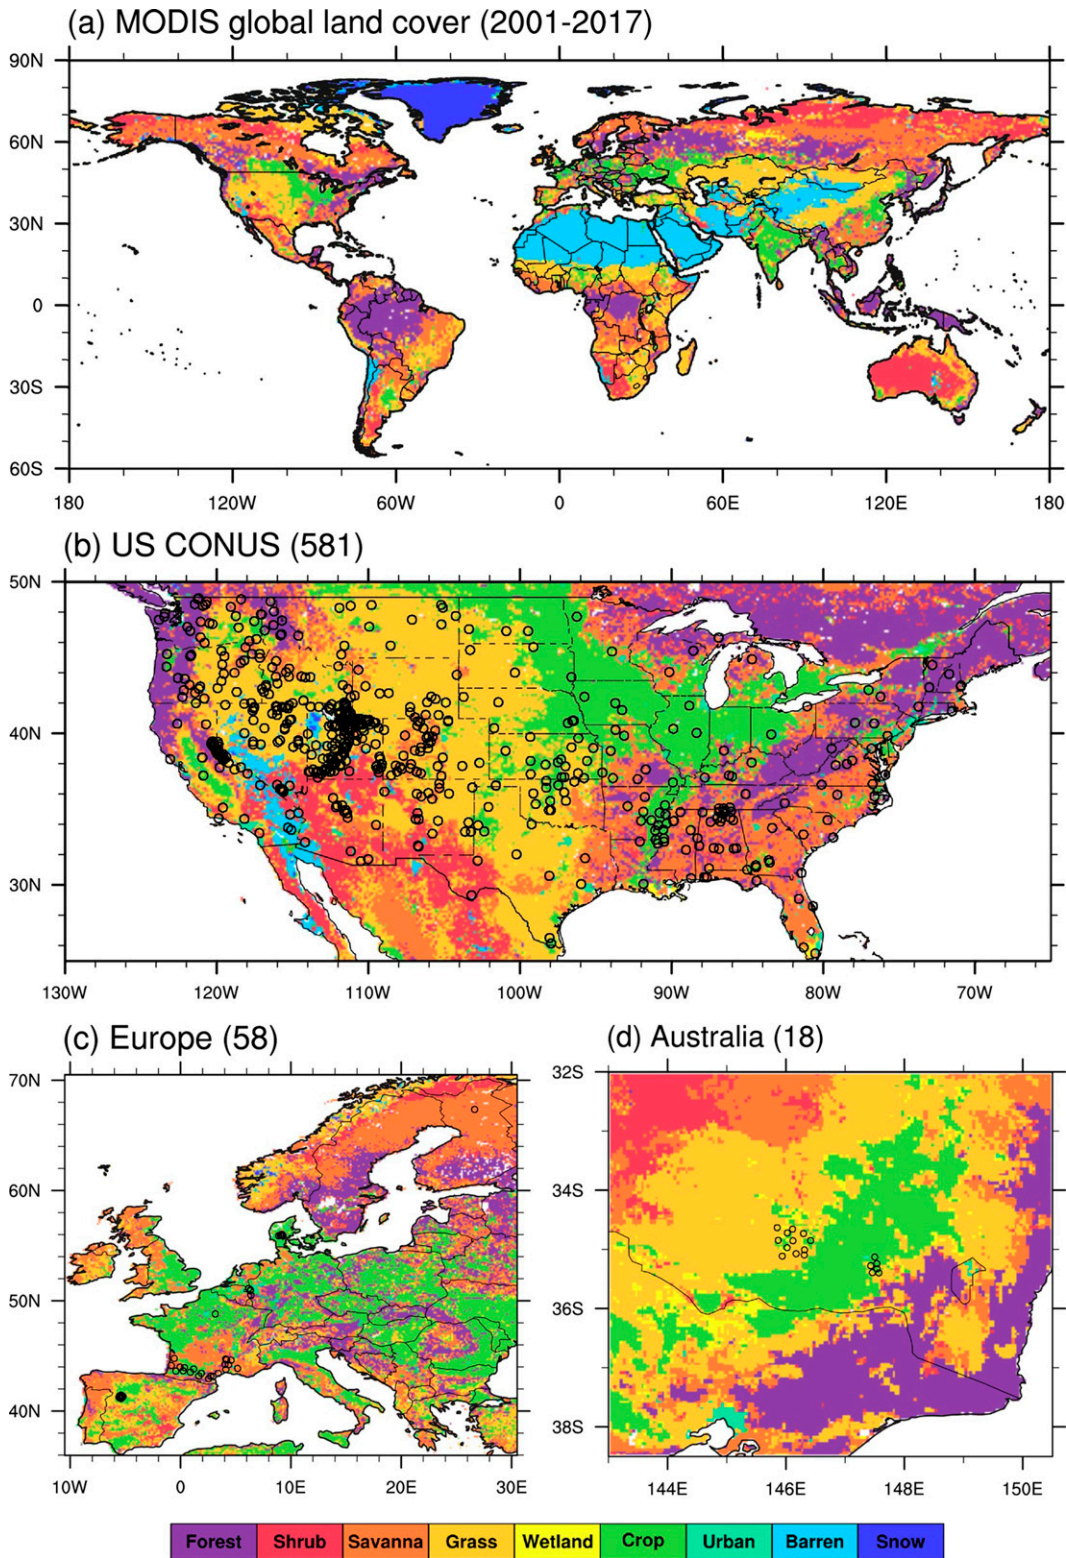 (a) MODIS global land cover (2001-2017)
90N
60N
30N
0
30S
60S
180 120W 60W 0 60E 120E 180
(b) US CONUS (581)
50N
40N
30N
130W 120W 110W 100W 90W 80W 70W
(c) Europe (58)
70N
60N
50N
40N
10W 0 10E 20E 30E
(d) Australia (18)
32S
34S
36S
38S
144E 146E 148E 150E
Forest Shrub Savanna Grass Wetland Crop Urban Barren Snow